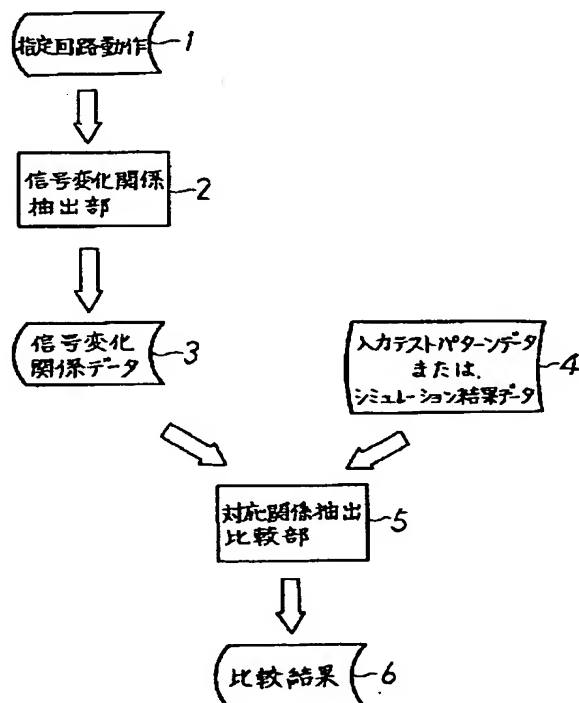 指定回路動作
1
信号変化関係
抽出部
2
信号変化
関係データ
3
入力テストパターンデータ
または.
シミュレーション結果データ
4
対応関係抽出
比較部
5
比較結果
6